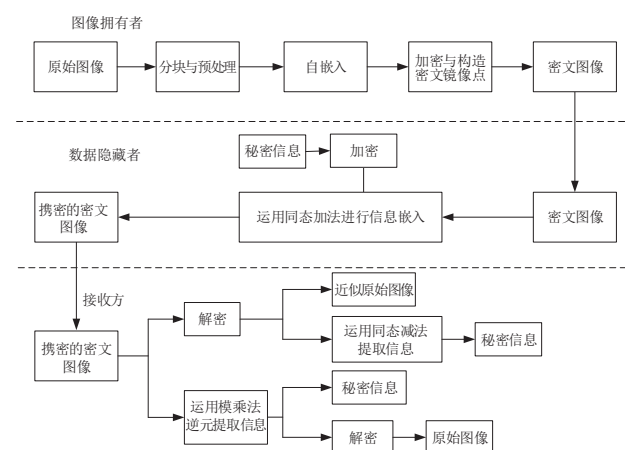 图像拥有者
原始图像
分块与预处理
自嵌入
加密与构造
密文镜像点
密文图像
数据隐藏者
秘密信息
加密
携密的密文
图像
运用同态加法进行信息嵌入
密文图像
接收方
近似原始图像
解密
运用同态减法
提取信息
秘密信息
携密的密文
图像
运用模乘法
逆元提取信息
秘密信息
解密
原始图像